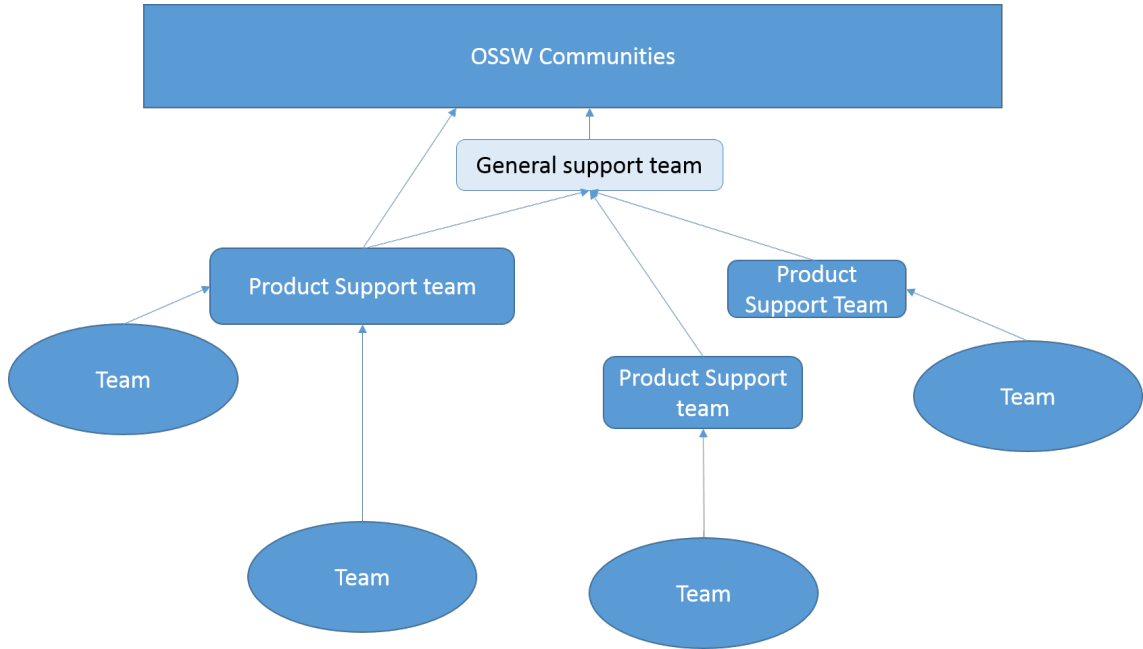 OSSW Communities
General support team
Product Support team
Product
Support Team
Team
Product Support
team
Team
Team
Team